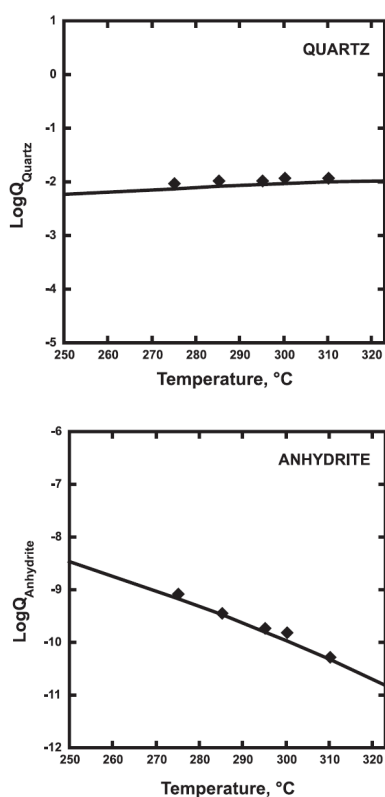 1
QUARTZ
0
-1
-2
-3
-4
-5
LogQQuartz
250 260 270 280 290 300 310 320
Temperature, °C
-6
ANHYDRITE
-7
-8
-9
-10
-11
-12
LogQAnhydrite
250 260 270 280 290 300 310 320
Temperature, °C